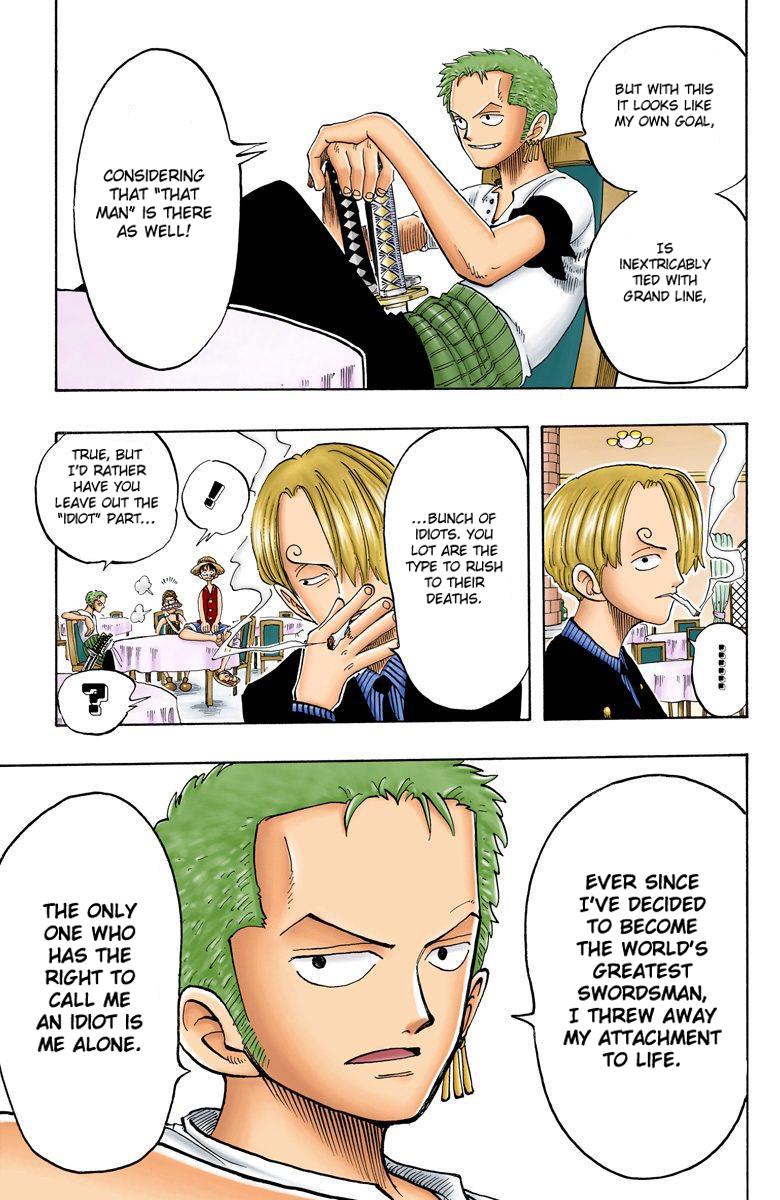 BUT WITH THIS
IT LOOKS LIKE
MY OWN GOAL,
IS
INEXTRICABLY
TIED WITH
GRAND LINE,
CONSIDERING
THAT "THAT
MAN" IS THERE
AS WELL!
!!!!!!
...BUNCH OF
IDIOTS. YOU
LOT ARE THE
TYPE TO RUSH
TO THEIR
DEATHS.
!
TRUE, BUT
I'D RATHER
HAVE YOU
LEAVE OUT THE
"IDIOT" PART...
?
EVER SINCE
I'VE DECIDED
TO BECOME
THE WORLD'S
GREATEST
SWORDSMAN,
I THREW AWAY
MY ATTACHMENT
TO LIFE.
THE ONLY
ONE WHO
HAS THE
RIGHT TO
CALL ME
AN IDIOT IS
ME ALONE.